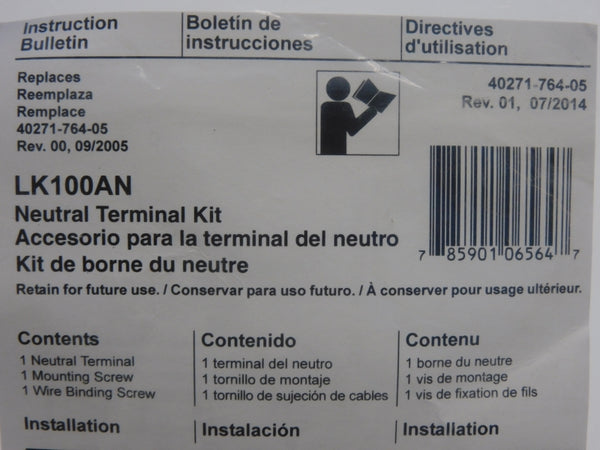 Instruction Bulletin
Boletín de instrucciones
Directives d'utilisation
Replaces
Reemplaza
Remplace
40271-764-05
Rev. 00, 09/2005
40271-764-05
Rev. 01, 07/2014
LK100AN
Neutral Terminal Kit
Accesorio para la terminal del neutro
Kit de borne du neutre
7 85901 06564 7
Retain for future use. / Conservar para uso futuro. / À conserver pour usage ultérieur.
Contents
1 Neutral Terminal
1 Mounting Screw
1 Wire Binding Screw
Contenido
1 terminal del neutro
1 tornillo de montaje
1 tornillo de sujeción de cables
Contenu
1 borne du neutre
1 vis de montage
1 vis de fixation de fils
Installation
Instalación
Installation